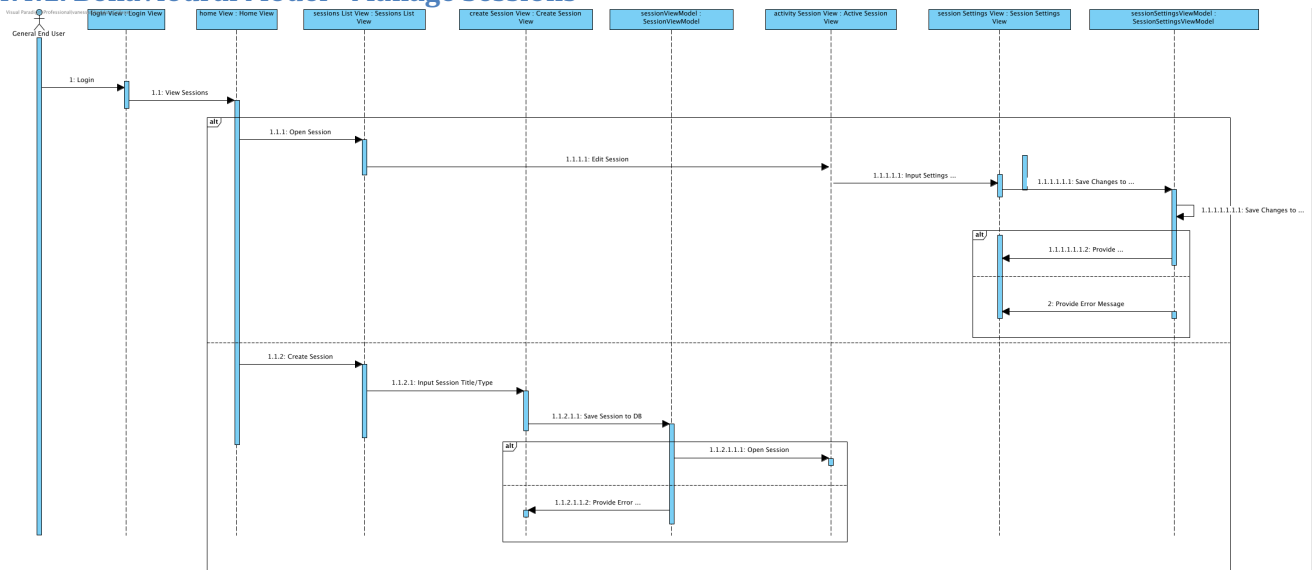 Behavioural Model - Manage Sessions
General End User
login View : Login View
home View : Home View
sessions List View : Sessions List
View
create Session View : Create Session
View
sessionViewModel :
SessionViewModel
activity Session View : Active Session
View
session Settings View : Session Settings
View
sessionSettingsViewModel :
SessionSettingsViewModel
1: Login
1.1: View Sessions
alt
1.1.1: Open Session
1.1.1.1: Edit Session
1.1.1.1.1: Input Settings ...
1.1.1.1.1.1: Save Changes to ...
1.1.1.1.1.1.1: Save Changes to ...
alt
1.1.1.1.1.1.2: Provide ...
2: Provide Error Message
1.1.2: Create Session
1.1.2.1: Input Session Title/Type
1.1.2.1.1: Save Session to DB
alt
1.1.2.1.1.1: Open Session
1.1.2.1.1.2: Provide Error ...